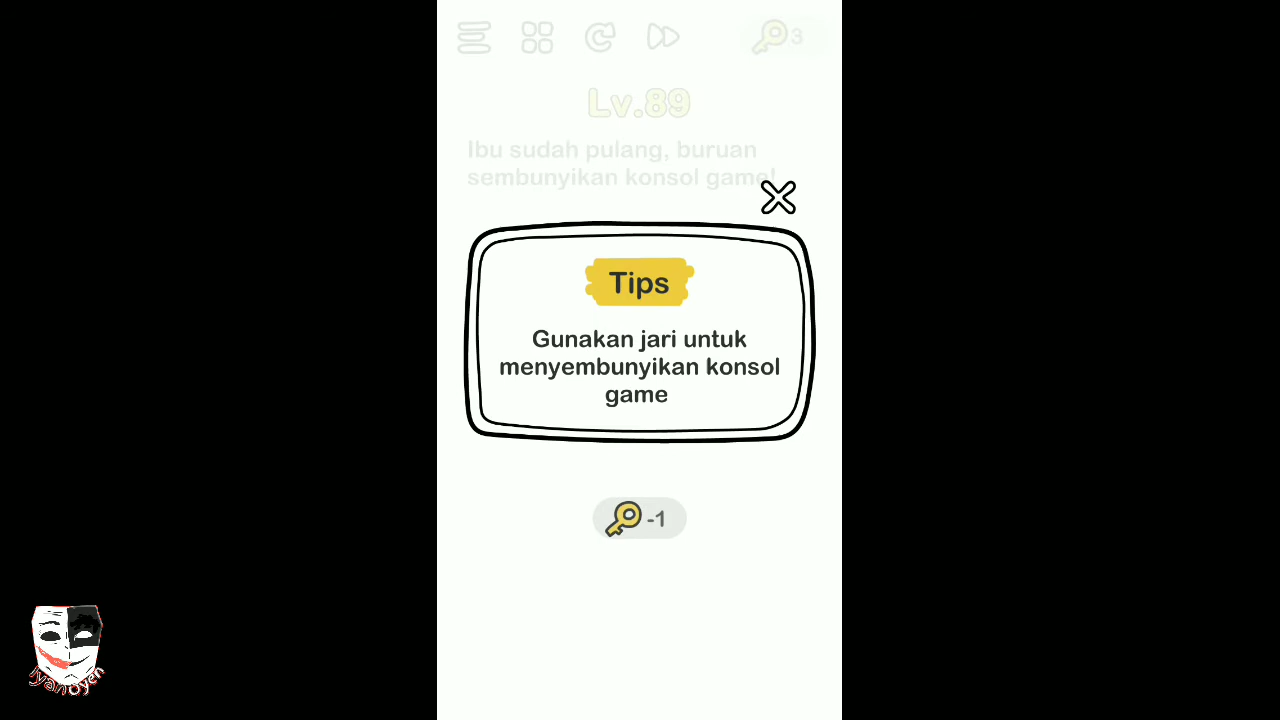 3
Lv.89
Ibu sudah pulang, buruan
sembunyikan konsol game!
Tips
Gunakan jari untuk
menyembunyikan konsol
game
-1